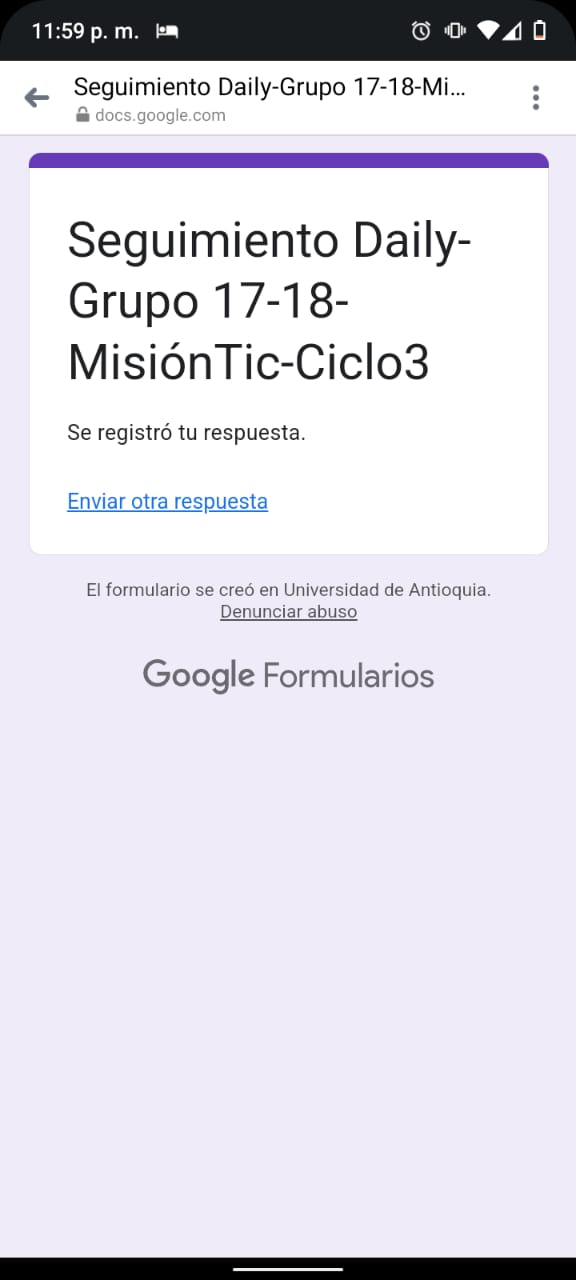 11:59 p. m.
Seguimiento Daily-Grupo 17-18-Mi...
docs.google.com
Seguimiento Daily-
Grupo 17-18-
MisiónTic-Ciclo3
Se registró tu respuesta.
Enviar otra respuesta
El formulario se creó en Universidad de Antioquia.
Denunciar abuso
Google Formularios